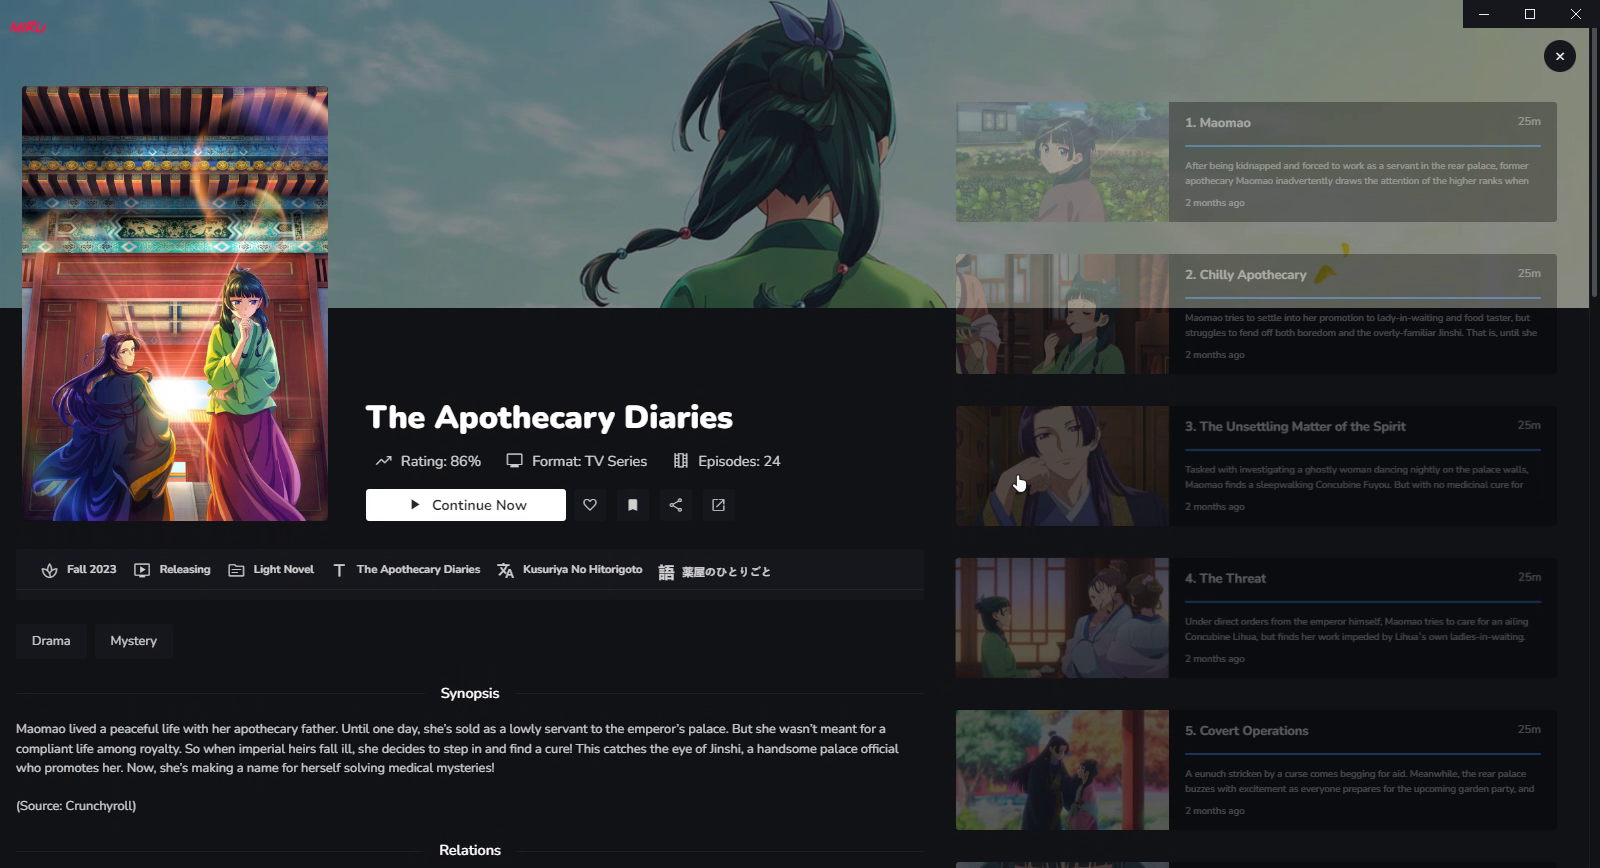 MIRU
The Apothecary Diaries
Rating: 86%
Format: TV Series
Episodes: 24
Continue Now
Fall 2023
Releasing
Light Novel
The Apothecary Diaries
Kusuriya No Hitorigoto
語 薬屋のひとりごと
Drama
Mystery
Synopsis
Maomao lived a peaceful life with her apothecary father. Until one day, she's sold as a lowly servant to the emperor's palace. But she wasn't meant for a
compliant life among royalty. So when imperial heirs fall ill, she decides to step in and find a cure! This catches the eye of Jinshi, a handsome palace official
who promotes her. Now, she's making a name for herself solving medical mysteries!
(Source: Crunchyroll)
Relations
1. Maomao
25m
After being kidnapped and forced to work as a servant in the rear palace, former
apothecary Maomao inadvertently draws the attention of the higher ranks when
2 months ago
2. Chilly Apothecary
25m
Maomao tries to settle into her promotion to lady-in-waiting and food taster, but
struggles to fend off both boredom and the overly-familiar Jinshi. That is, until she
2 months ago
3. The Unsettling Matter of the Spirit
25m
Tasked with investigating a ghostly woman dancing nightly on the palace walls,
Maomao finds a sleepwalking Concubine Fuyou. But with no medicinal cure for
2 months ago
4. The Threat
25m
Under direct orders from the emperor himself, Maomao tries to care for an ailing
Concubine Lihua, but finds her work impeded by Lihua's own ladies-in-waiting.
2 months ago
5. Covert Operations
25m
A eunuch stricken by a curse comes begging for aid. Meanwhile, the rear palace
buzzes with excitement as everyone prepares for the upcoming garden party, and
2 months ago